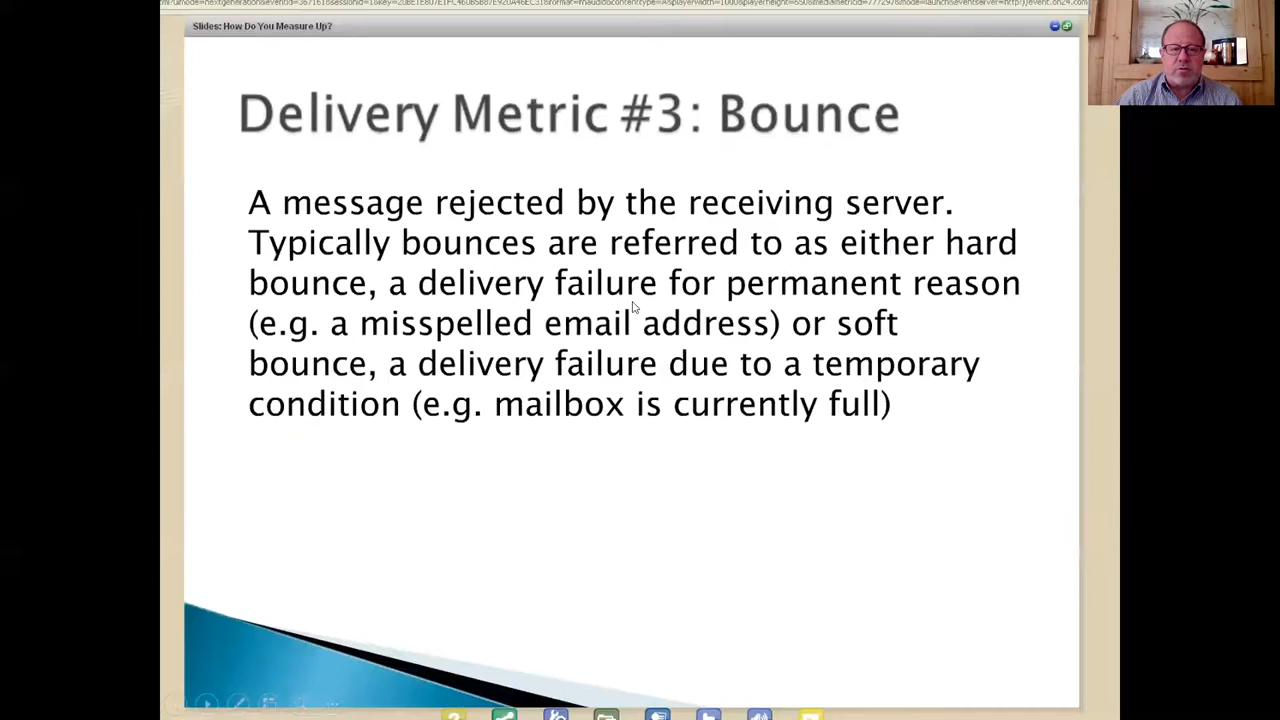 Slides: How Do You Measure Up?
Delivery Metric #3: Bounce
A message rejected by the receiving server.
Typically bounces are referred to as either hard
bounce, a delivery failure for permanent reason
(e.g. a misspelled email address) or soft
bounce, a delivery failure due to a temporary
condition (e.g. mailbox is currently full)